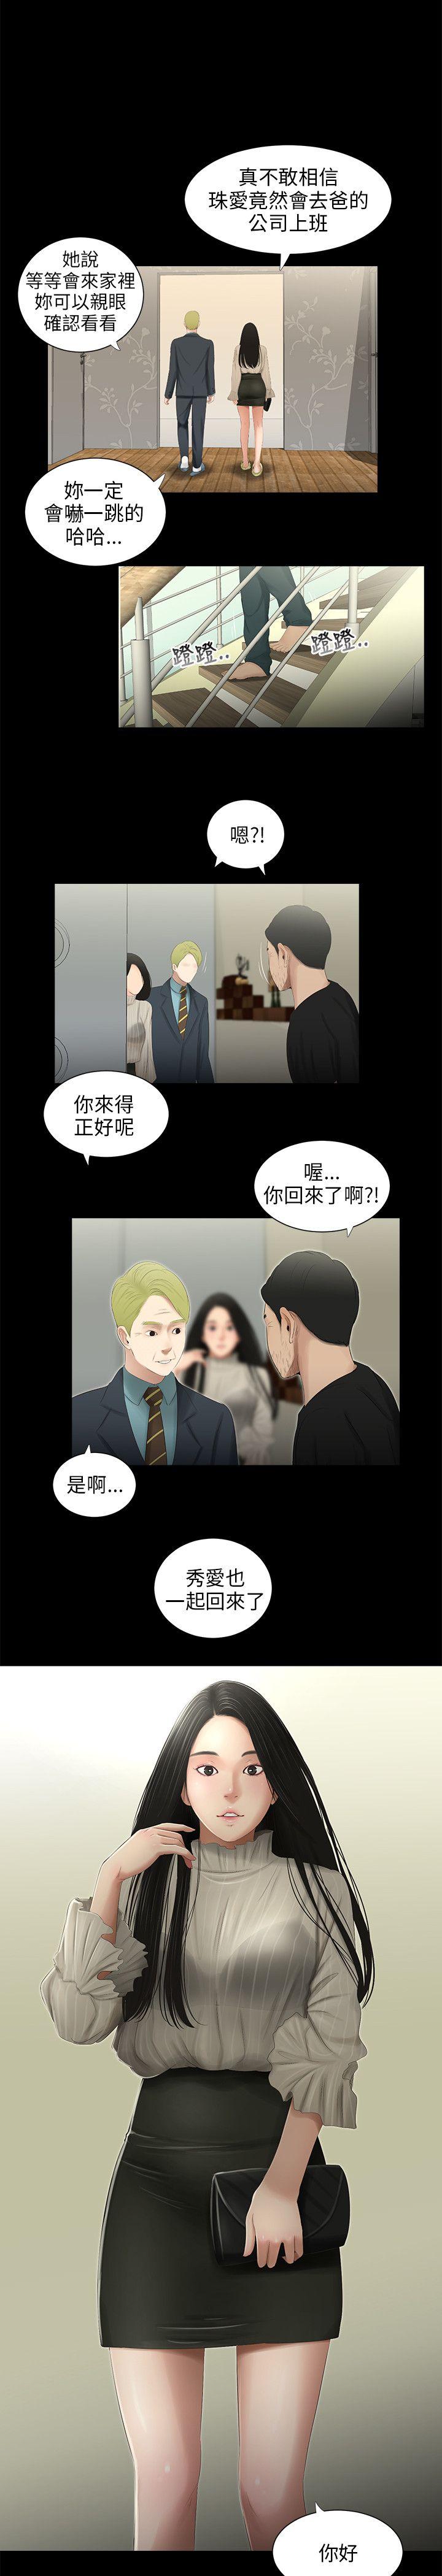 真不敢相信
珠愛竟然會去爸的
公司上班
她說
等等會來家裡
妳可以親眼
確認看看
妳一定
會嚇一跳的
哈哈...
蹬蹬..
蹬蹬..
嗯?!
你來得
正好呢
喔...
你回來了啊?!
是啊...
秀愛也
一起回來了
你好